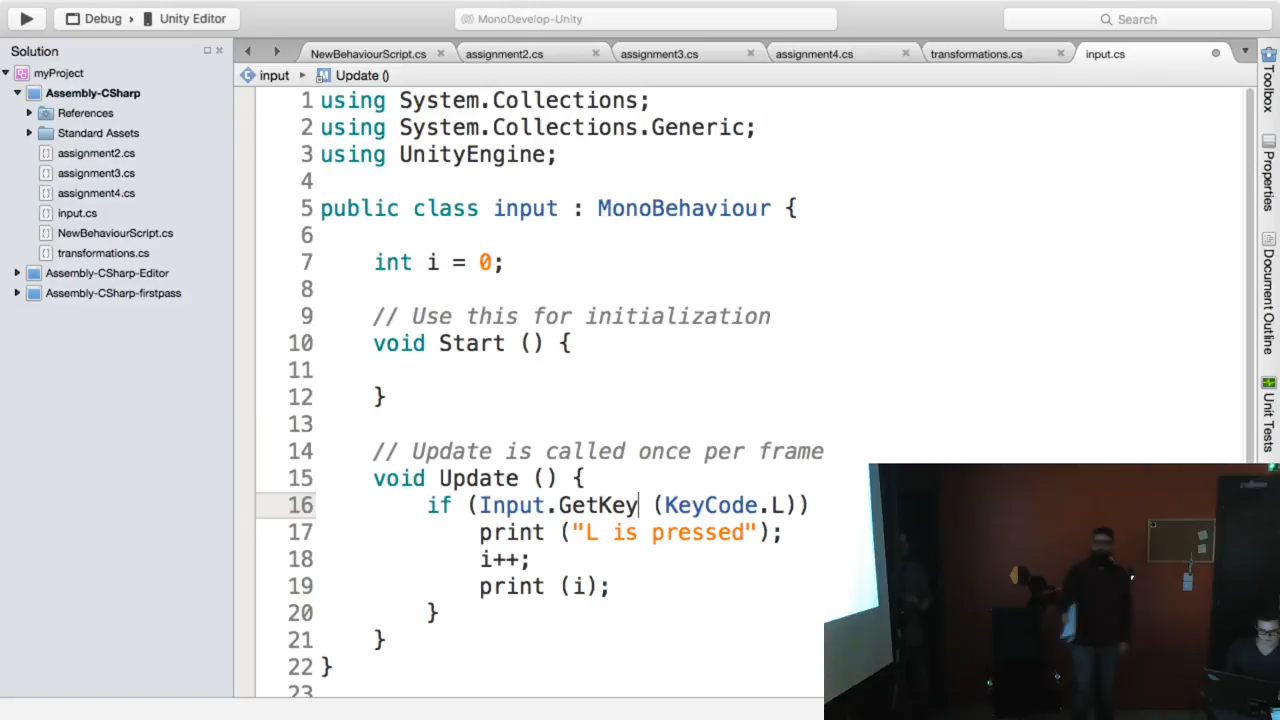 Debug › Unity Editor
MonoDevelop-Unity
Search
Solution
myProject
Assembly-CSharp
References
Standard Assets
assignment2.cs
assignment3.cs
assignment4.cs
input.cs
NewBehaviourScript.cs
transformations.cs
Assembly-CSharp-Editor
Assembly-CSharp-firstpass
NewBehaviourScript.cs
assignment2.cs
assignment3.cs
assignment4.cs
transformations.cs
input.cs
input ▸ Update ()
1 using System.Collections;
2 using System.Collections.Generic;
3 using UnityEngine;
4
5 public class input : MonoBehaviour {
6
7 int i = 0;
8
9 // Use this for initialization
10 void Start () {
11
12 }
13
14 // Update is called once per frame
15 void Update () {
16 if (Input.GetKey (KeyCode.L))
17 print ("L is pressed");
18 i++;
19 print (i);
20 }
21 }
22 }
23
Toolbox
Properties
Document Outline
Unit Tests